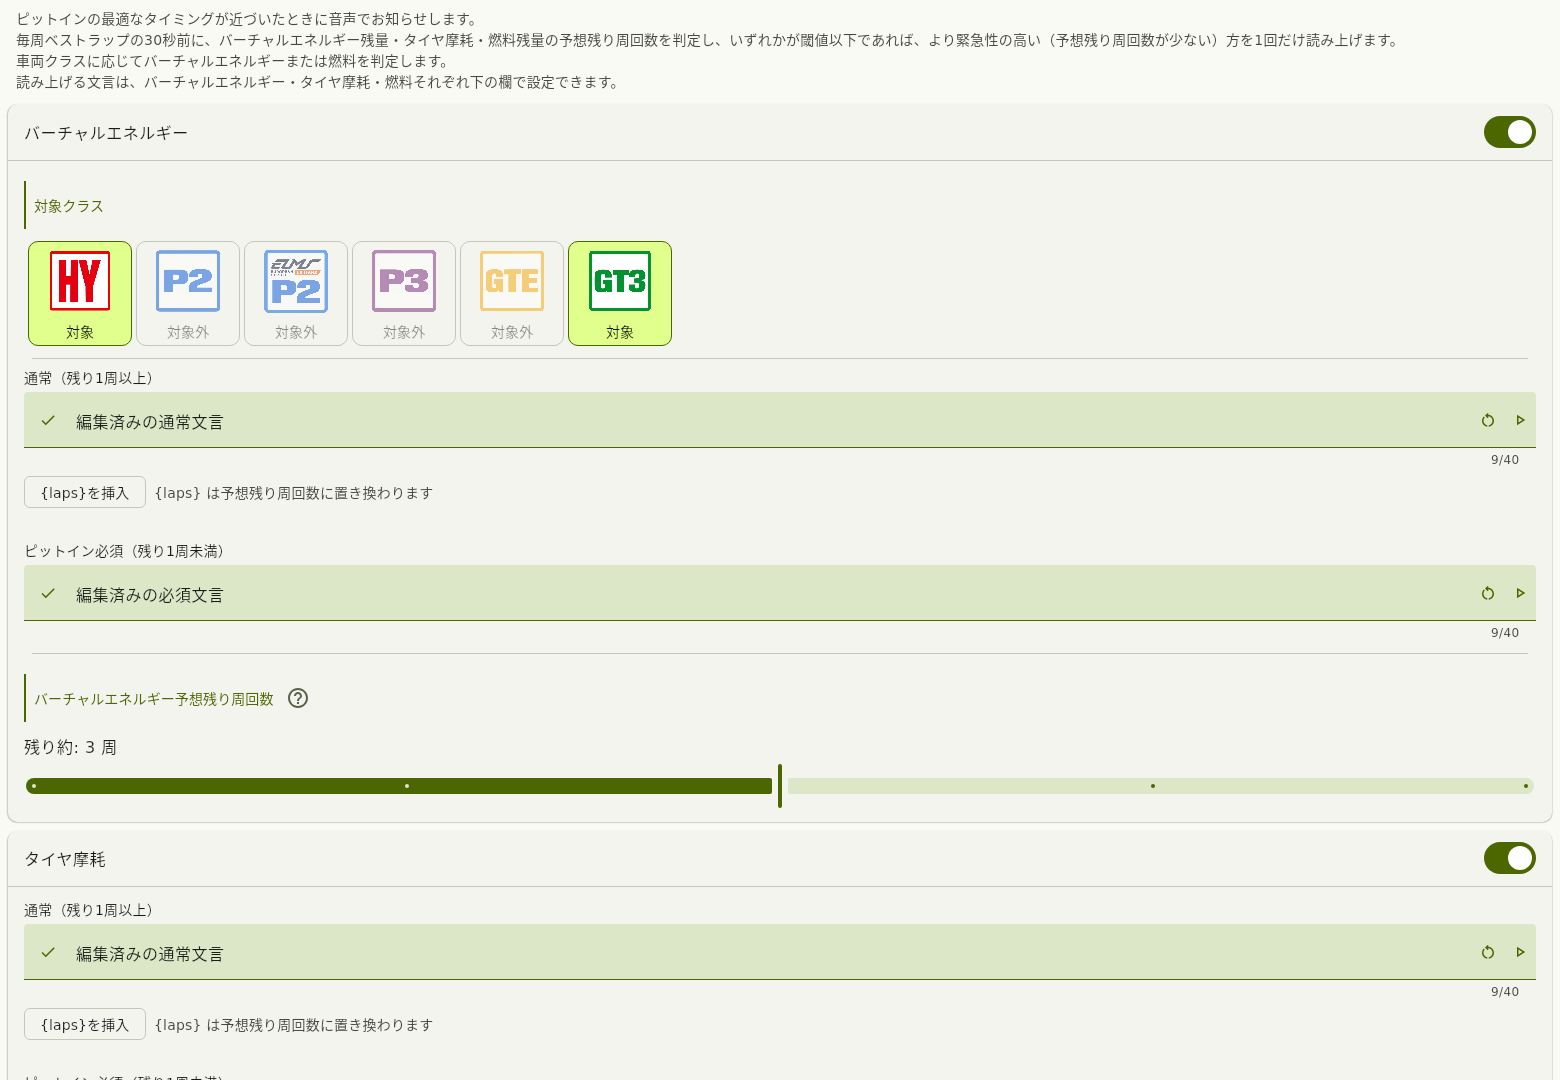 ピットインの最適なタイミングが近づいたときに音声でお知らせします。
毎周ベストラップの30秒前に、バーチャルエネルギー残量・タイヤ摩耗・燃料残量の予想残り周回数を判定し、いずれかが閾値以下であれば、より緊急性の高い（予想残り周回数が少ない）方を1回だけ読み上げます。
車両クラスに応じてバーチャルエネルギーまたは燃料を判定します。
読み上げる文言は、バーチャルエネルギー・タイヤ摩耗・燃料それぞれ下の欄で設定できます。
バーチャルエネルギー
対象クラス
HY P2 ELMS P2 P3 GTE GT3
対象 対象外 対象外 対象外 対象外 対象
通常（残り1周以上）
編集済みの通常文言
9/40
{laps}を挿入 {laps} は予想残り周回数に置き換わります
ピットイン必須（残り1周未満）
編集済みの必須文言
9/40
バーチャルエネルギー予想残り周回数
残り約: 3 周
タイヤ摩耗
通常（残り1周以上）
編集済みの通常文言
9/40
{laps}を挿入 {laps} は予想残り周回数に置き換わります